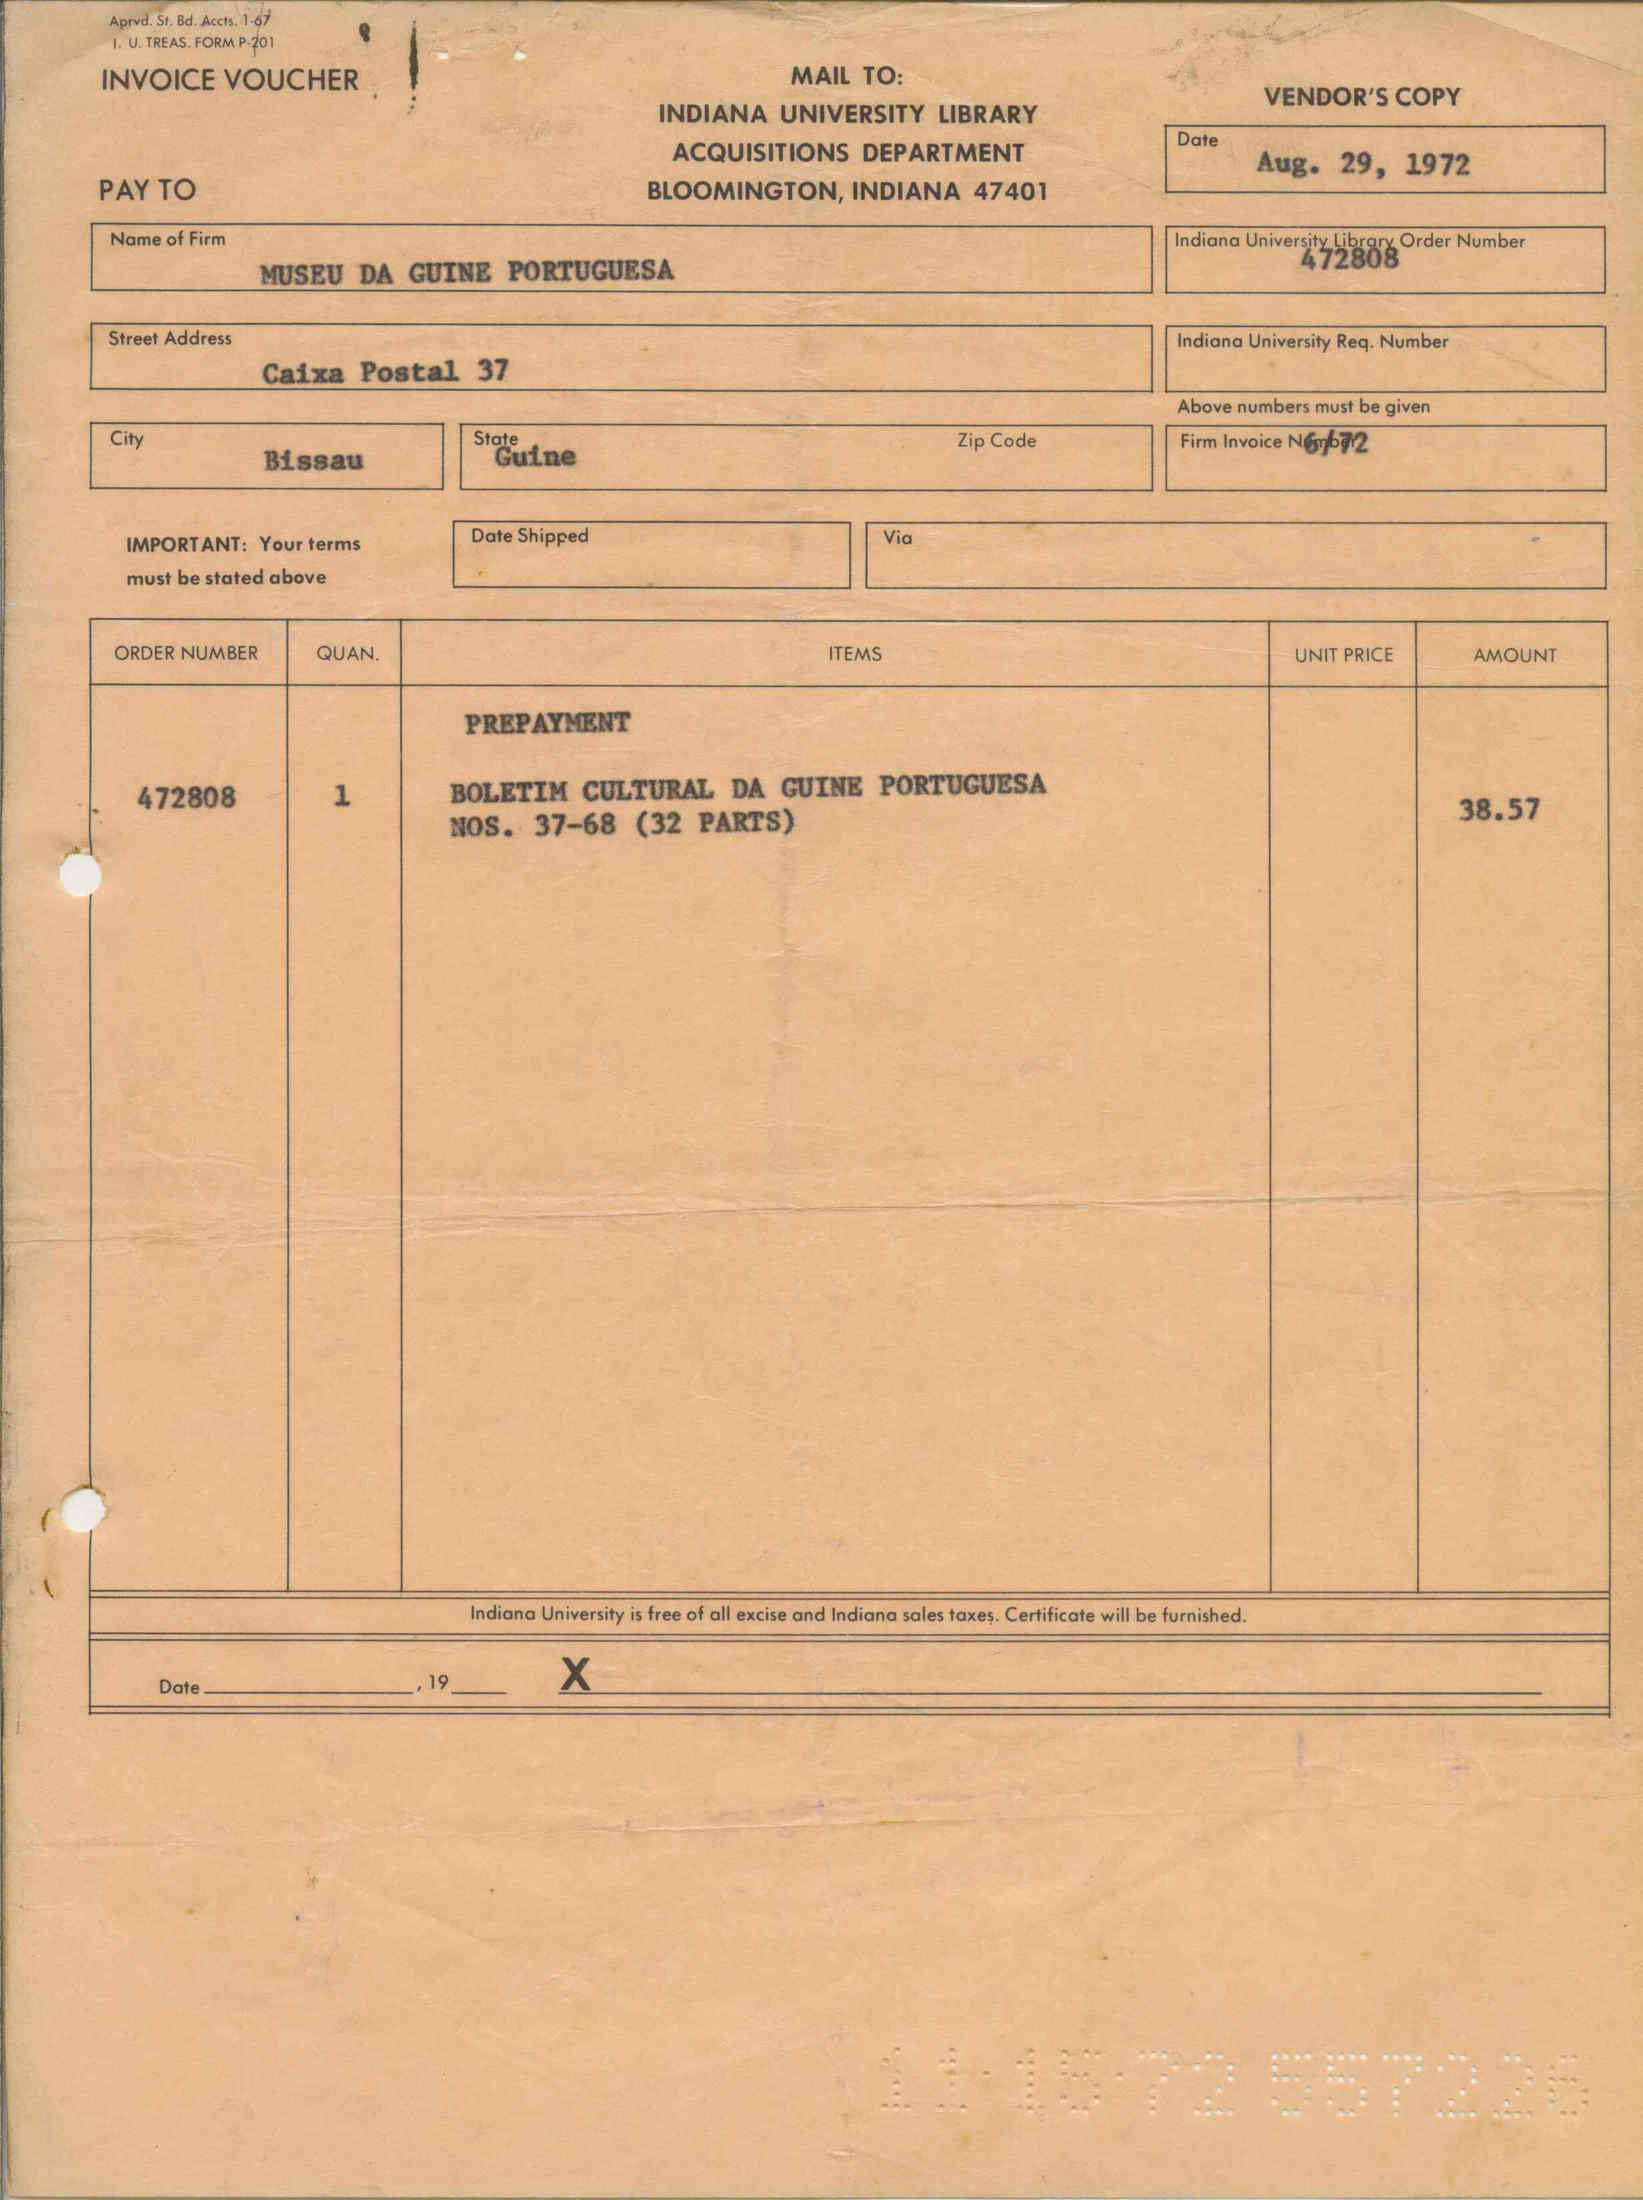 Aprvd. St. Bd. Accts. 1-67
I. U. TREAS. FORM P-201
INVOICE VOUCHER
MAIL TO:
INDIANA UNIVERSITY LIBRARY
ACQUISITIONS DEPARTMENT
BLOOMINGTON, INDIANA 47401
VENDOR'S COPY
Date
Aug. 29, 1972
PAY TO
Name of Firm
MUSEU DA GUINE PORTUGUESA
Indiana University Library Order Number
472808
Street Address
Caixa Postal 37
Indiana University Req. Number
Above numbers must be given
City
Bissau
State
Guine
Zip Code
Firm Invoice Number
6/72
IMPORTANT: Your terms
must be stated above
Date Shipped
Via
ORDER NUMBER QUAN. ITEMS UNIT PRICE AMOUNT
PREPAYMENT
472808 1 BOLETIM CULTURAL DA GUINE PORTUGUESA
NOS. 37-68 (32 PARTS) 38.57
Indiana University is free of all excise and Indiana sales taxes. Certificate will be furnished.
Date , 19 X
11·15·72 557226